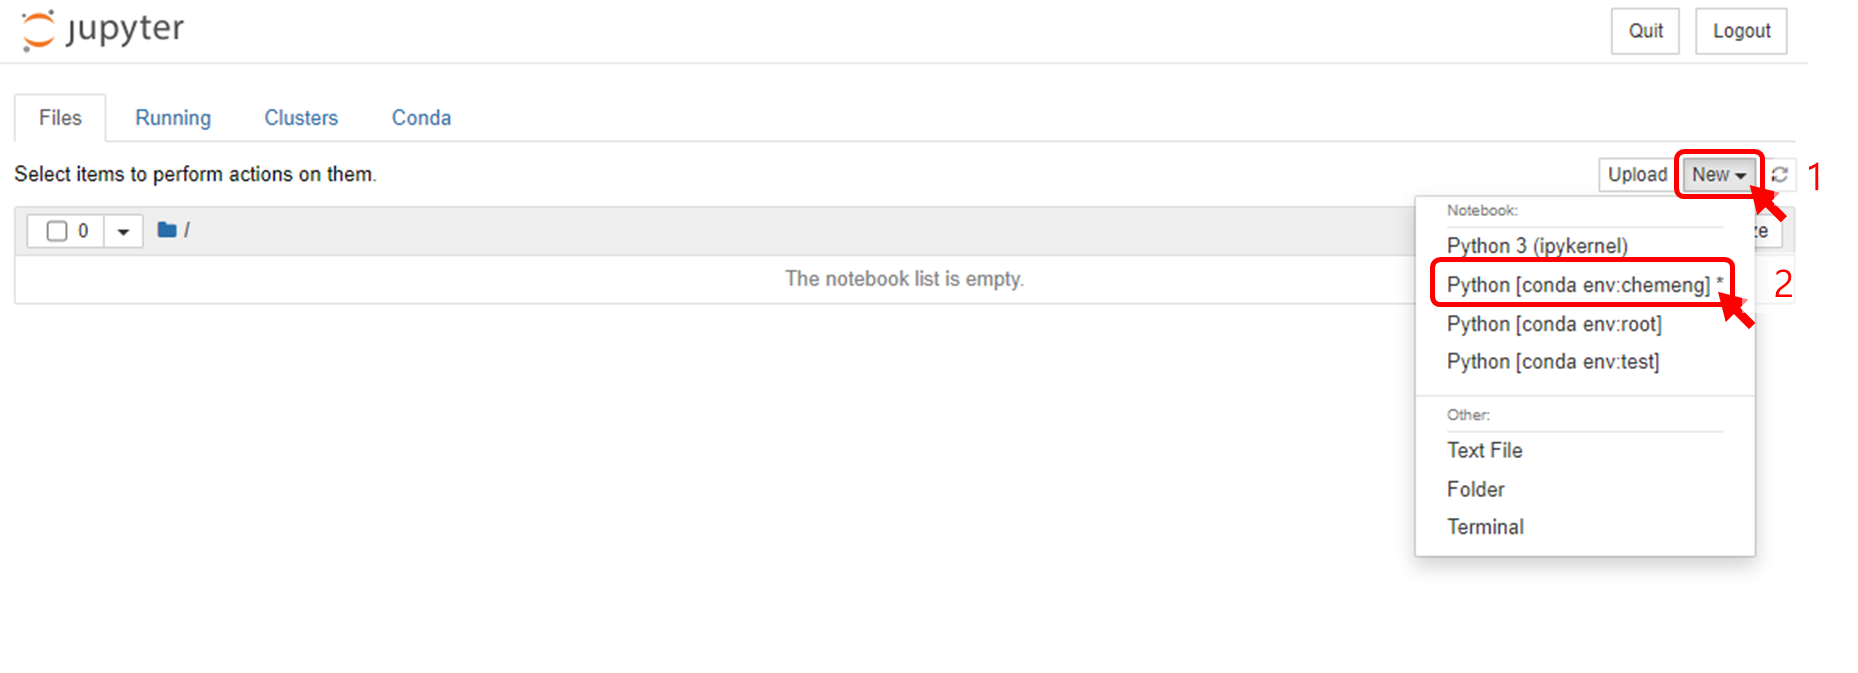 jupyter
Quit
Logout
Files
Running
Clusters
Conda
Select items to perform actions on them.
Upload
New
1
0
/
ze
The notebook list is empty.
Notebook:
Python 3 (ipykernel)
Python [conda env:chemeng] *
2
Python [conda env:root]
Python [conda env:test]
Other:
Text File
Folder
Terminal